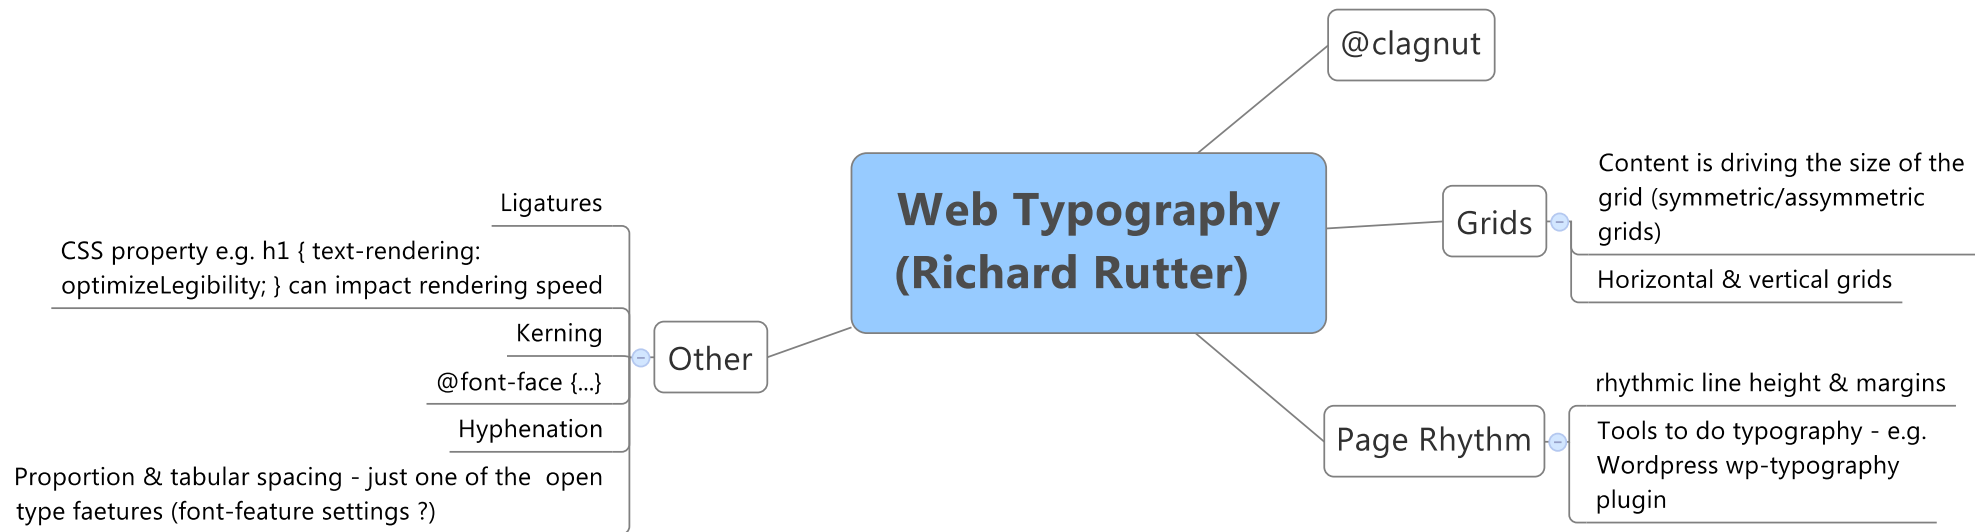 @clagnut
Web Typography
(Richard Rutter)
Grids
Content is driving the size of the
grid (symmetric/assymmetric
grids)
Horizontal & vertical grids
Page Rhythm
rhythmic line height & margins
Tools to do typography - e.g.
Wordpress wp-typography
plugin
Other
Ligatures
CSS property e.g. h1 { text-rendering:
optimizeLegibility; } can impact rendering speed
Kerning
@font-face {...}
Hyphenation
Proportion & tabular spacing - just one of the  open
type faetures (font-feature settings ?)